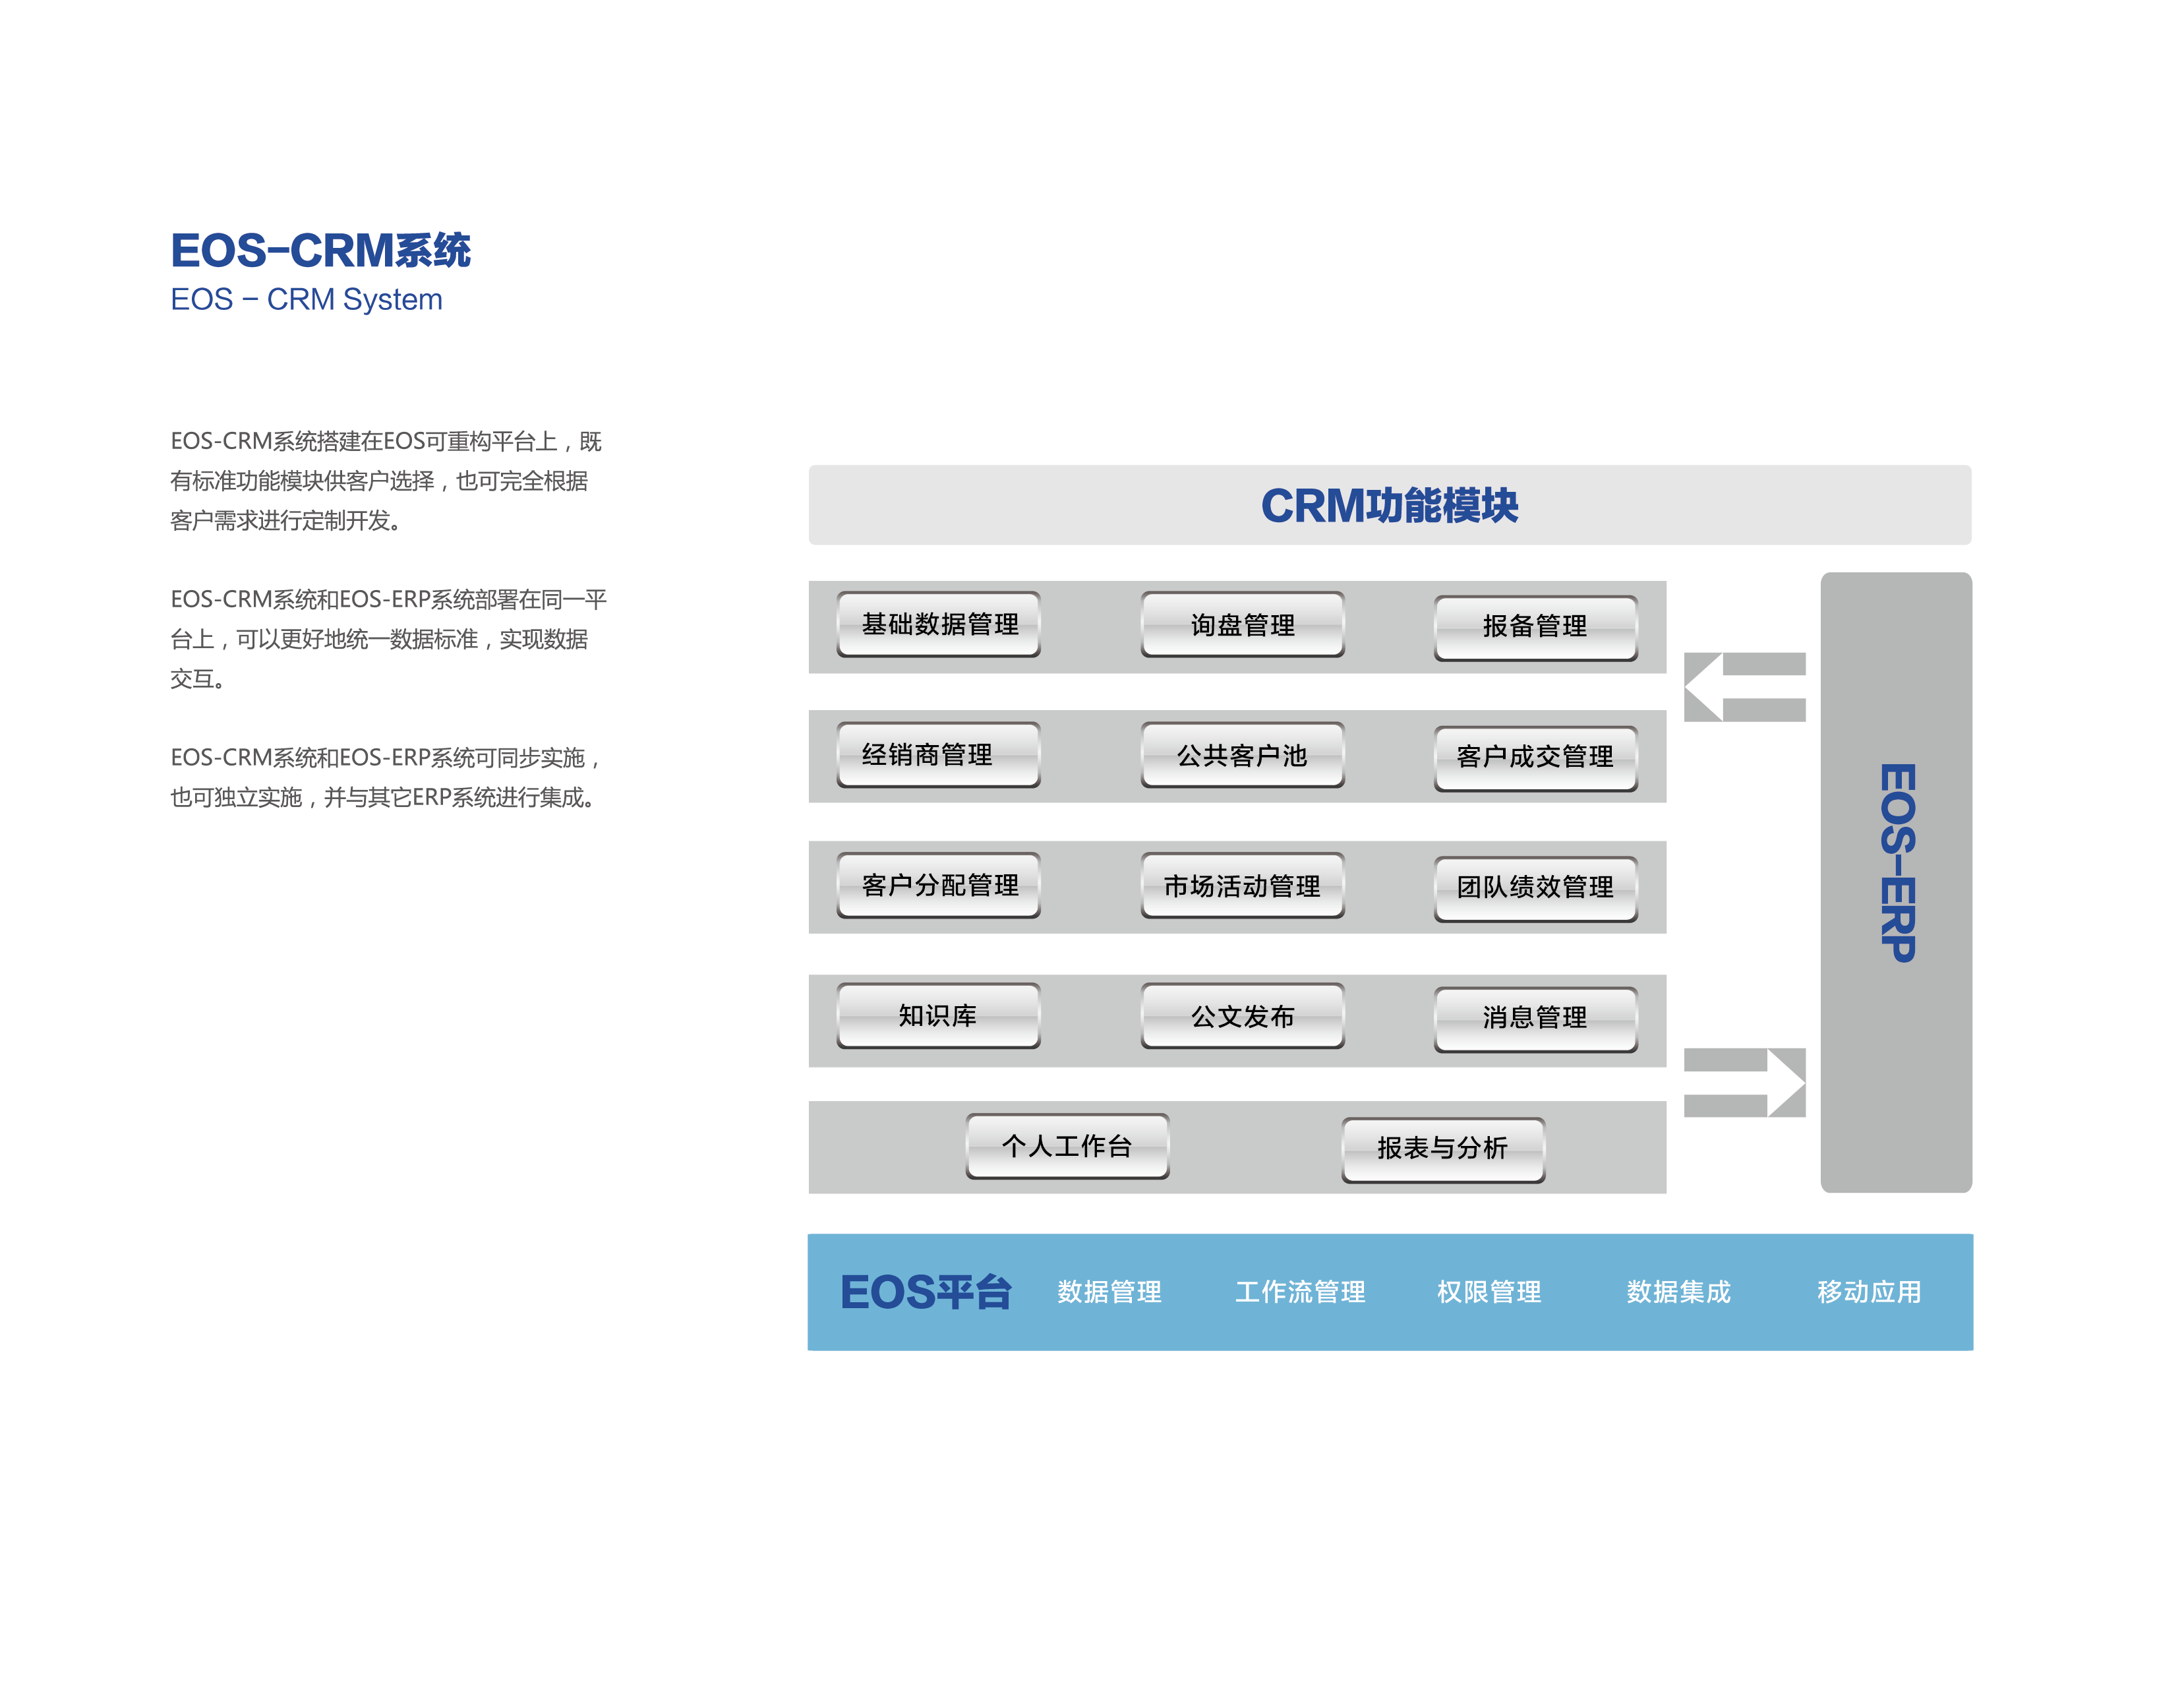 EOS-CRM系统
EOS - CRM System
EOS-CRM系统搭建在EOS可重构平台上，既
有标准功能模块供客户选择，也可完全根据
客户需求进行定制开发。
EOS-CRM系统和EOS-ERP系统部署在同一平
台上，可以更好地统一数据标准，实现数据
交互。
EOS-CRM系统和EOS-ERP系统可同步实施，
也可独立实施，并与其它ERP系统进行集成。
CRM功能模块
基础数据管理
询盘管理
报备管理
经销商管理
公共客户池
客户成交管理
客户分配管理
市场活动管理
团队绩效管理
知识库
公文发布
消息管理
个人工作台
报表与分析
EOS-ERP
EOS平台
数据管理
工作流管理
权限管理
数据集成
移动应用